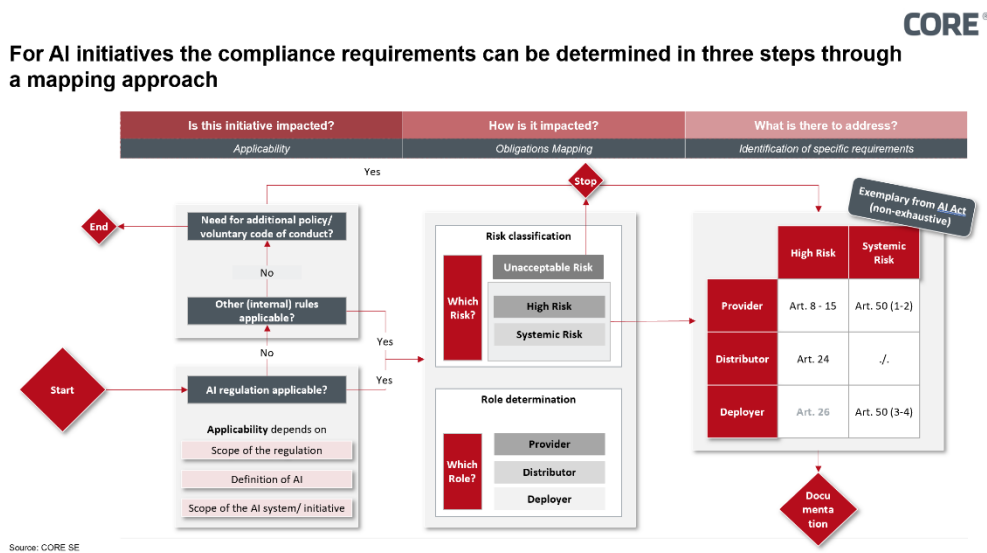 CORE
For AI initiatives the compliance requirements can be determined in three steps through
a mapping approach
Is this initiative impacted?
How is it impacted?
What is there to address?
Applicability
Obligations Mapping
Identification of specific requirements
Yes
Stop
Exemplary from AI Act
(non-exhaustive)
End
Need for additional policy/
voluntary code of conduct?
No
Other (internal) rules
applicable?
No
Yes
Yes
Start
AI regulation applicable?
Applicability depends on
Scope of the regulation
Definition of AI
Scope of the AI system/ initiative
Risk classification
Which
Risk?
Unacceptable Risk
High Risk
Systemic Risk
Role determination
Which
Role?
Provider
Distributor
Deployer
High Risk
Systemic
Risk
Provider
Art. 8 - 15
Art. 50 (1-2)
Distributor
Art. 24
./.
Deployer
Art. 26
Art. 50 (3-4)
Docu
menta
tion
Source: CORE SE